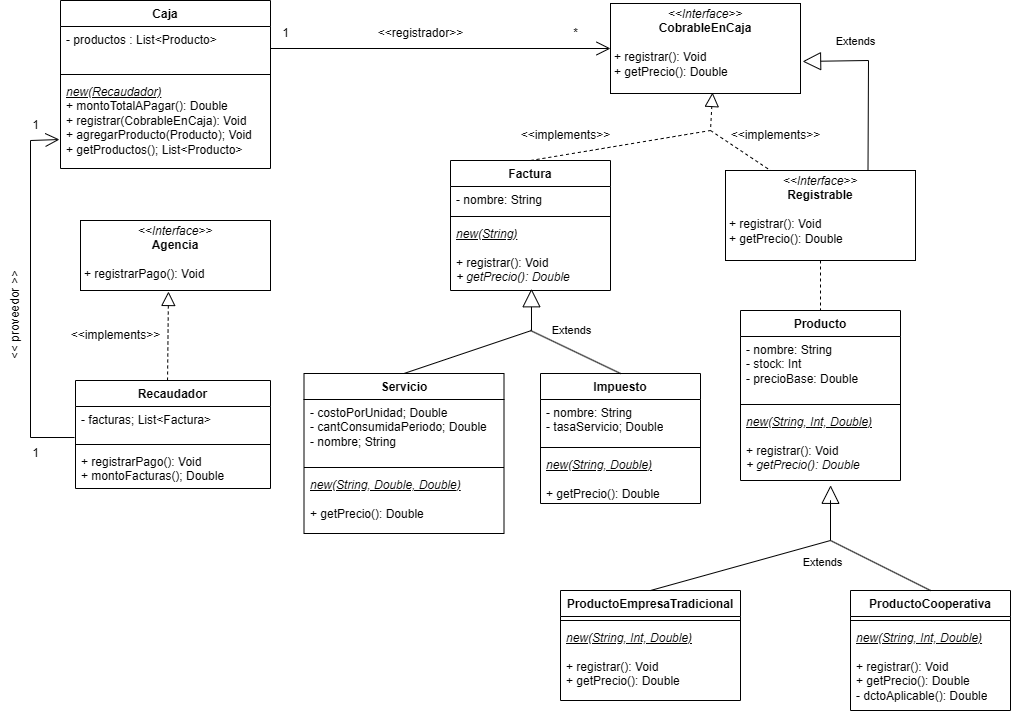 Caja
- productos : List<Producto>
new(Recaudador)
+ montoTotalAPagar(): Double
+ registrar(CobrableEnCaja): Void
+ agregarProducto(Producto); Void
+ getProductos(); List<Producto>
1
<<registrador>>
*
<<Interface>>
CobrableEnCaja
+ registrar(): Void
+ getPrecio(): Double
Extends
1
<<implements>>
<<implements>>
Factura
- nombre: String
new(String)
+ registrar(): Void
+ getPrecio(): Double
<<Interface>>
Registrable
+ registrar(): Void
+ getPrecio(): Double
<<Interface>>
Agencia
+ registrarPago(): Void
<< proveedor >>
<<implements>>
Extends
Producto
- nombre: String
- stock: Int
- precioBase: Double
new(String, Int, Double)
+ registrar(): Void
+ getPrecio(): Double
Recaudador
- facturas; List<Factura>
+ registrarPago(): Void
+ montoFacturas(); Double
1
Servicio
- costoPorUnidad; Double
- cantConsumidaPeriodo; Double
- nombre; String
new(String, Double, Double)
+ getPrecio(): Double
Impuesto
- nombre: String
- tasaServicio; Double
new(String, Double)
+ getPrecio(): Double
Extends
ProductoEmpresaTradicional
new(String, Int, Double)
+ registrar(): Void
+ getPrecio(): Double
ProductoCooperativa
new(String, Int, Double)
+ registrar(): Void
+ getPrecio(): Double
- dctoAplicable(): Double